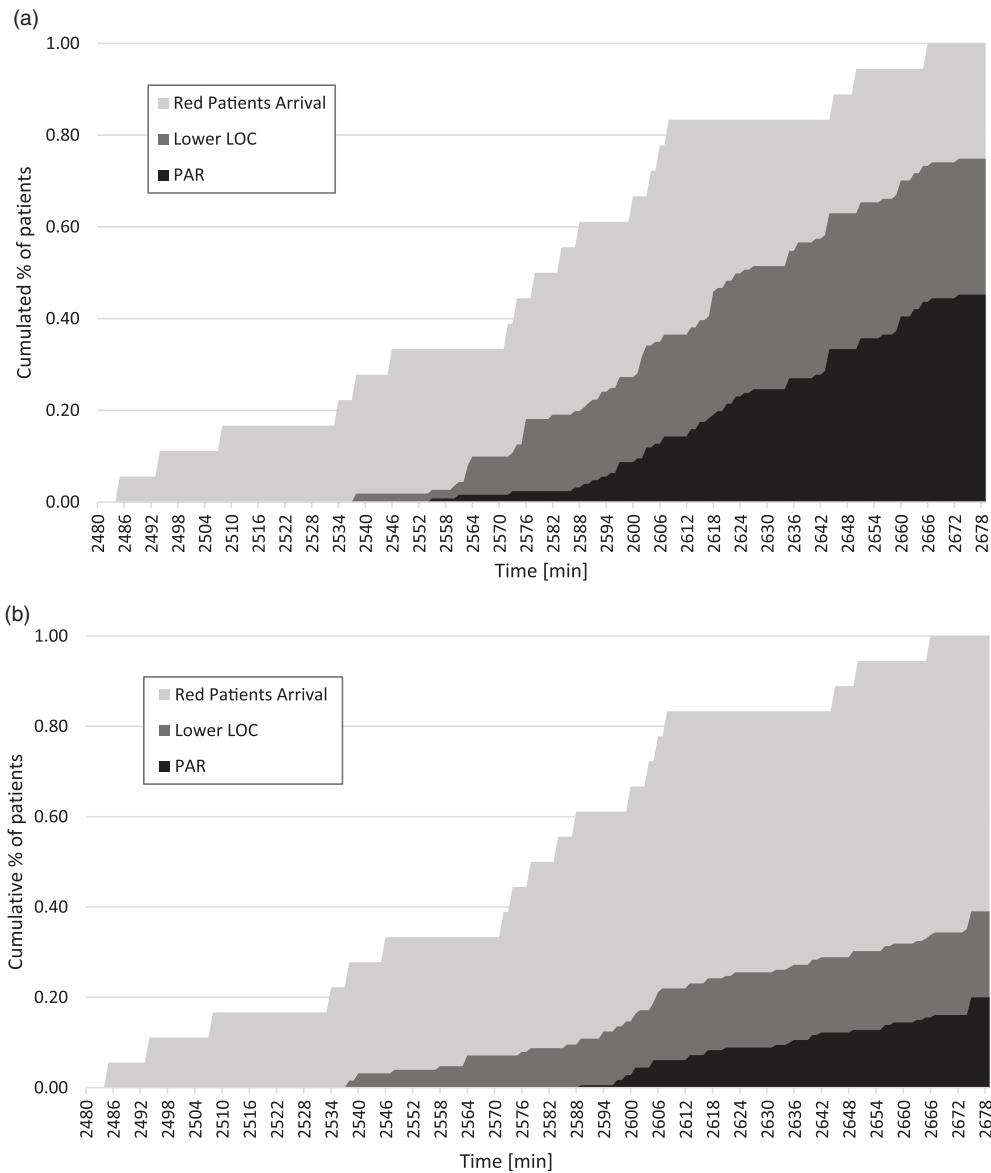 (a)
1.00
0.80
0.60
0.40
0.20
0.00
Cumulated % of patients
Red Patients Arrival
Lower LOC
PAR
2480 2486 2492 2498 2504 2510 2516 2522 2528 2534 2540 2546 2552 2558 2564 2570 2576 2582 2588 2594 2600 2606 2612 2618 2624 2630 2636 2642 2648 2654 2660 2666 2672 2678
Time [min]
(b)
1.00
0.80
0.60
0.40
0.20
0.00
Cumulative % of patients
Red Patients Arrival
Lower LOC
PAR
2480 2486 2492 2498 2504 2510 2516 2522 2528 2534 2540 2546 2552 2558 2564 2570 2576 2582 2588 2594 2600 2606 2612 2618 2624 2630 2636 2642 2648 2654 2660 2666 2672 2678
Time [min]